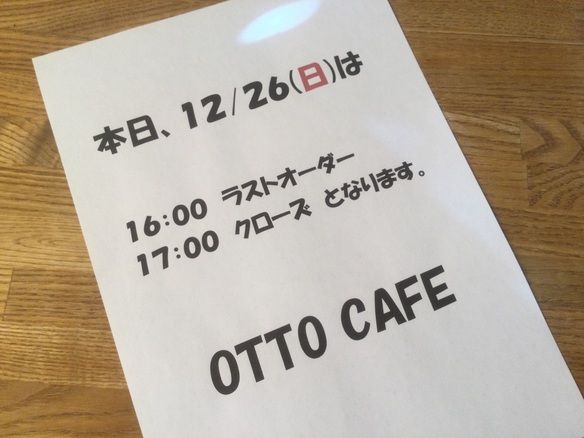 本日、12/26(日)は
16:00 ラストオーダー
17:00 クローズ となります。
OTTO CAFE